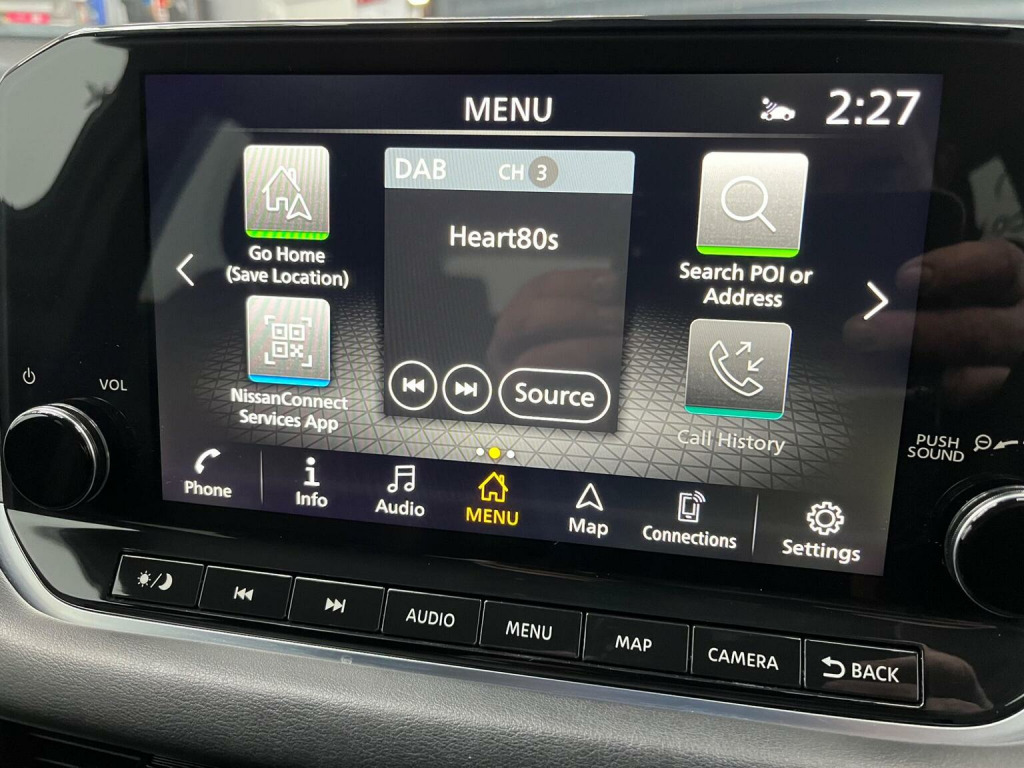 MENU
2:27
DAB
CH 3
Heart80s
Source
Go Home
(Save Location)
NissanConnect
Services App
Search POI or
Address
Call History
VOL
PUSH
SOUND
Phone
Info
Audio
MENU
Map
Connections
Settings
AUDIO
MENU
MAP
CAMERA
BACK